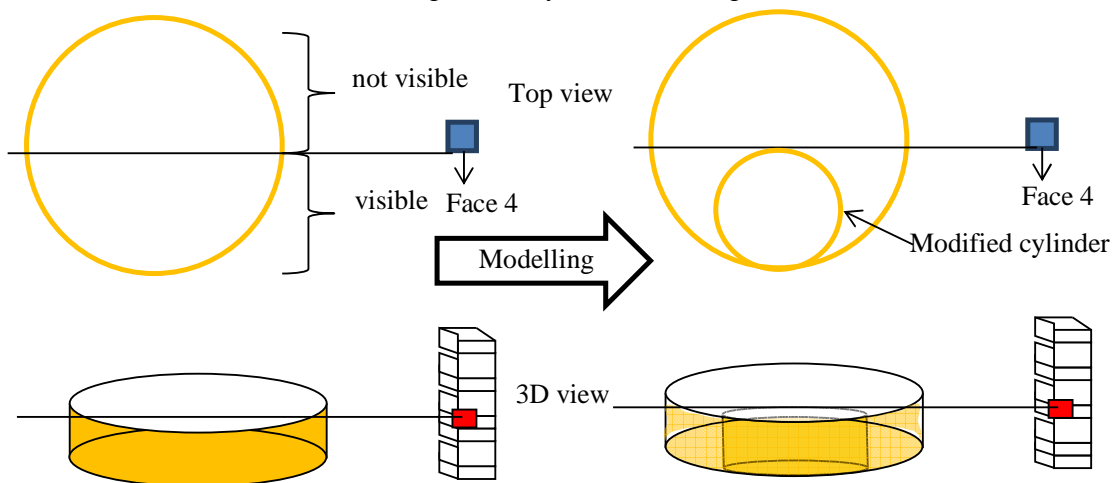 not visible
Top view
visible
Face 4
Face 4
Modified cylinder
Modelling
3D view